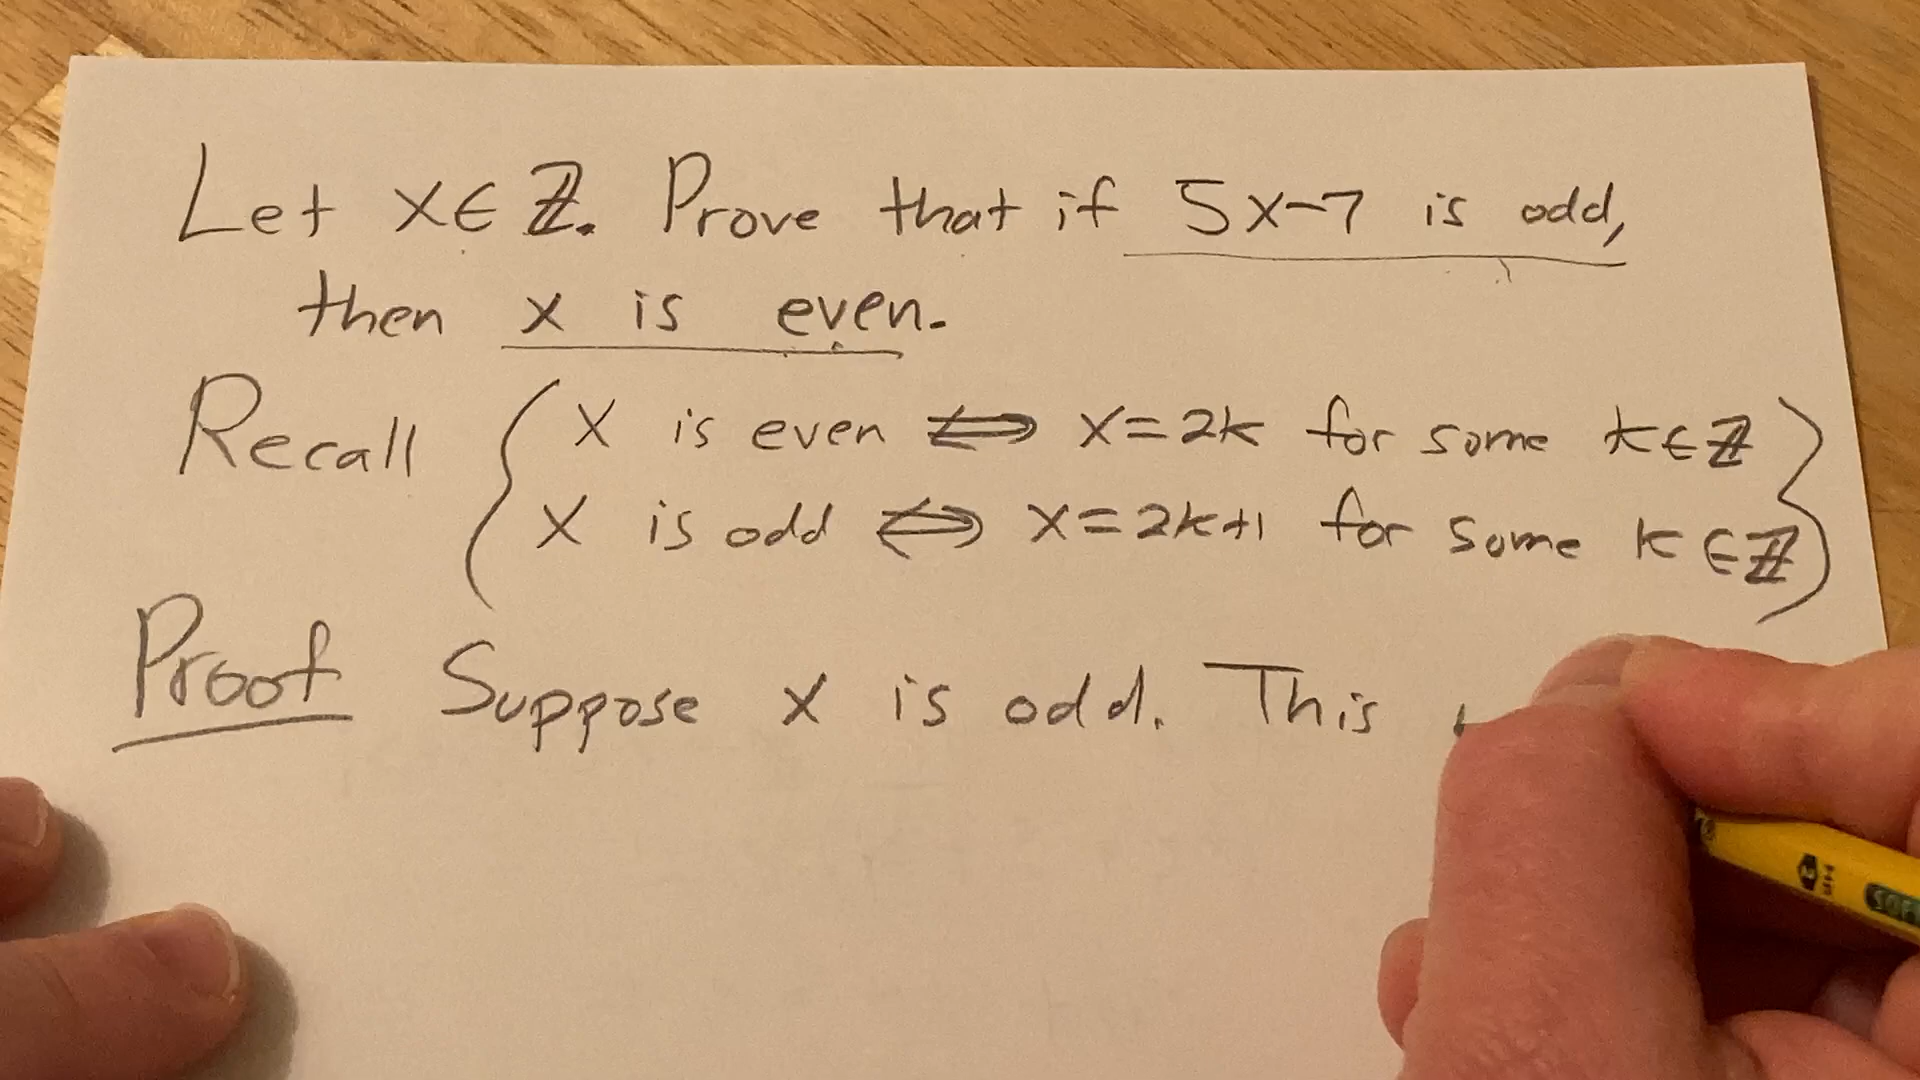 Let x∈ℤ. Prove that if 5x-7 is odd,
then x is even.
Recall { x is even ⟺ x=2k for some k∈ℤ
x is odd ⟺ x=2k+1 for some k∈ℤ }
Proof Suppose x is odd. This